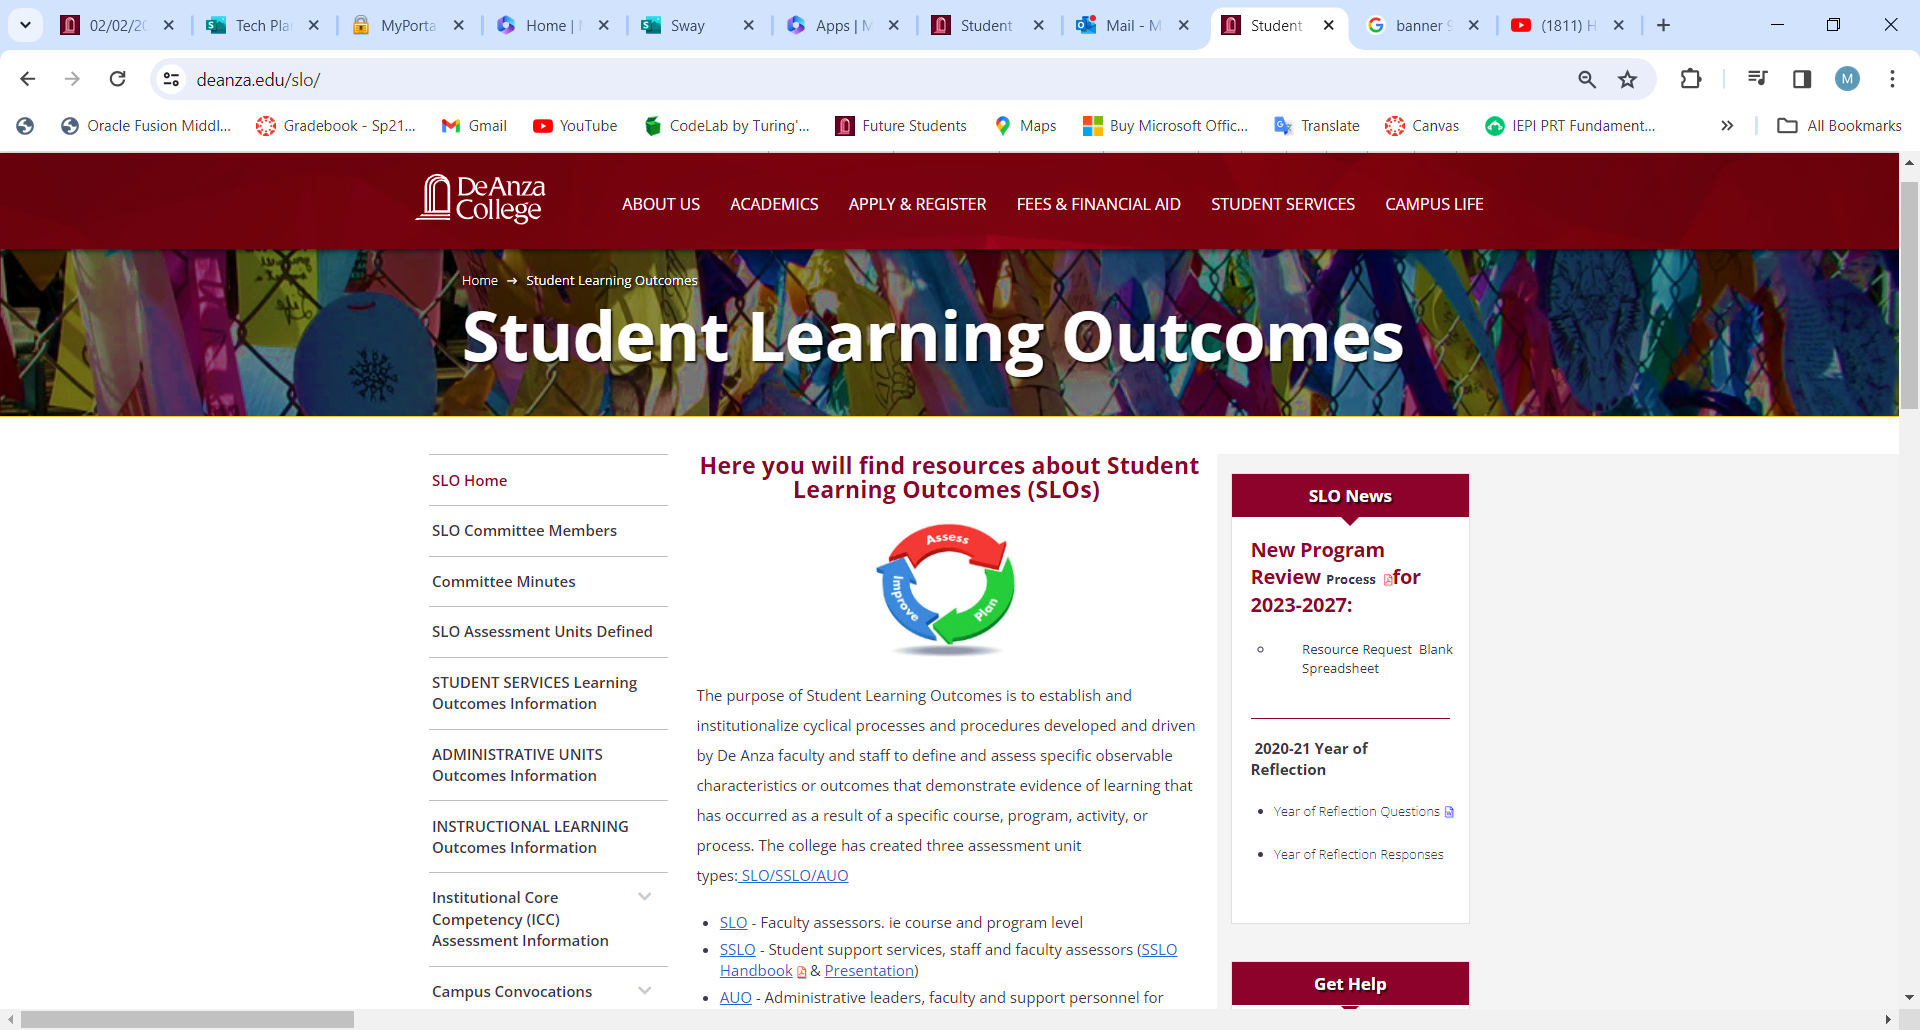 02/02/20
Tech Pla
MyPorta
Home |
Sway
Apps | M
Student
Mail - M
Student
banner 9
(1811) H
deanza.edu/slo/
M
Oracle Fusion Middl...
Gradebook - Sp21...
Gmail
YouTube
CodeLab by Turing'...
Future Students
Maps
Buy Microsoft Offic...
Translate
Canvas
IEPI PRT Fundament...
All Bookmarks
De Anza
College
ABOUT US
ACADEMICS
APPLY & REGISTER
FEES & FINANCIAL AID
STUDENT SERVICES
CAMPUS LIFE
Home → Student Learning Outcomes
Student Learning Outcomes
SLO Home
SLO Committee Members
Committee Minutes
SLO Assessment Units Defined
STUDENT SERVICES Learning
Outcomes Information
ADMINISTRATIVE UNITS
Outcomes Information
INSTRUCTIONAL LEARNING
Outcomes Information
Institutional Core
Competency (ICC)
Assessment Information
Campus Convocations
Here you will find resources about Student
Learning Outcomes (SLOs)
Assess
Improve
Plan
The purpose of Student Learning Outcomes is to establish and
institutionalize cyclical processes and procedures developed and driven
by De Anza faculty and staff to define and assess specific observable
characteristics or outcomes that demonstrate evidence of learning that
has occurred as a result of a specific course, program, activity, or
process. The college has created three assessment unit
types: SLO/SSLO/AUO
• SLO - Faculty assessors. ie course and program level
• SSLO - Student support services, staff and faculty assessors (SSLO
Handbook & Presentation)
• AUO - Administrative leaders, faculty and support personnel for
SLO News
New Program
Review Process for
2023-2027:
Resource Request Blank
Spreadsheet
2020-21 Year of
Reflection
• Year of Reflection Questions
• Year of Reflection Responses
Get Help